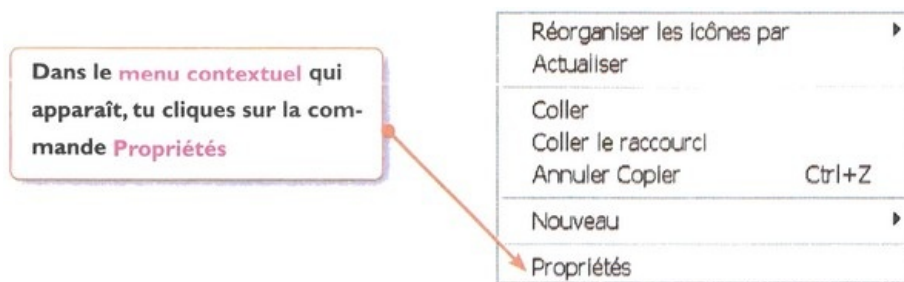 Dans le menu contextuel qui
apparaît, tu cliques sur la com-
mande Propriétés
Réorganiser les icônes par
Actualiser
Coller
Coller le raccourci
Annuler Copier Ctrl+Z
Nouveau
Propriétés